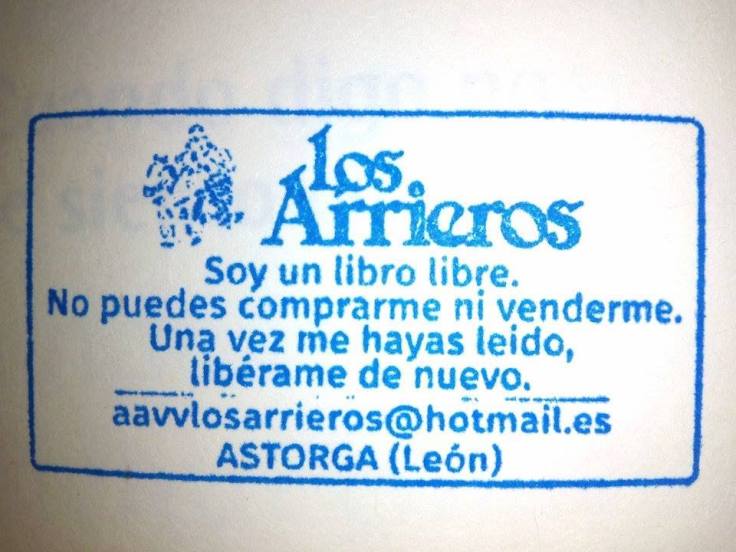 los
Arrieros
Soy un libro libre.
No puedes comprarme ni venderme.
Una vez me hayas leido,
libérame de nuevo.
aavvlosarrieros@hotmail.es
ASTORGA (León)